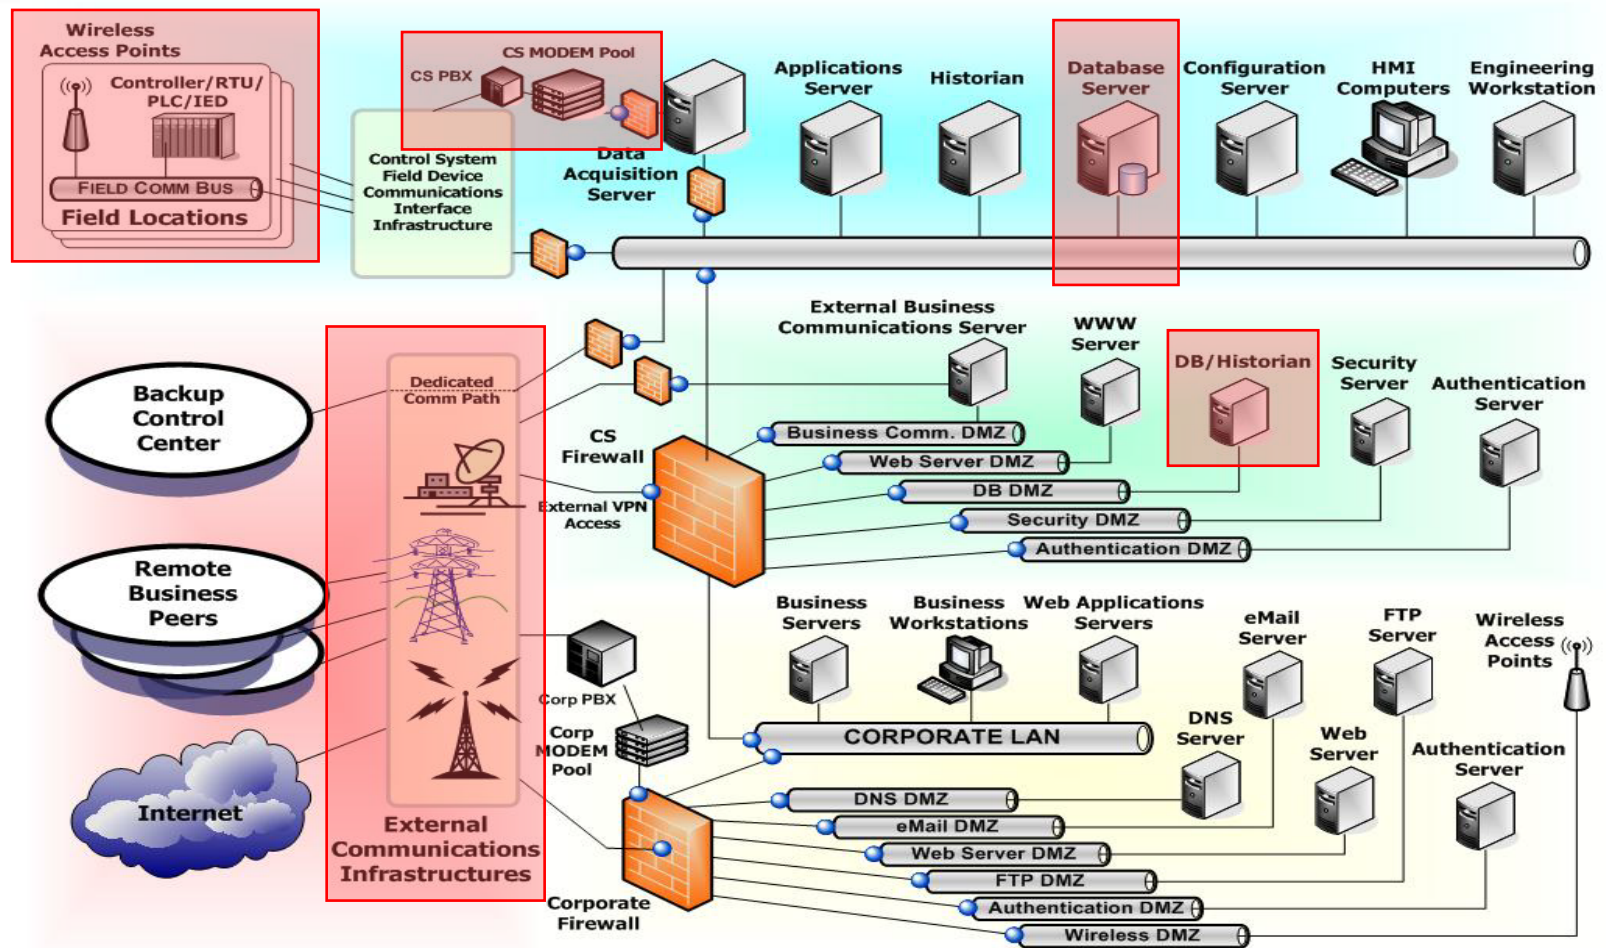 Wireless
Access Points
Controller/RTU/
PLC/IED
FIELD COMM BUS
Field Locations
CS MODEM Pool
CS PBX
Control System
Field Device
Communications
Interface
Infrastructure
Data
Acquisition
Server
Applications
Server
Historian
Database
Server
Configuration
Server
HMI
Computers
Engineering
Workstation
External Business
Communications Server
WWW
Server
DB/Historian
Security
Server
Authentication
Server
Backup
Control
Center
Dedicated
Comm Path
CS
Firewall
External VPN
Access
Business Comm. DMZ
Web Server DMZ
DB DMZ
Security DMZ
Authentication DMZ
Remote
Business
Peers
Internet
External
Communications
Infrastructures
Corp PBX
Corp
MODEM
Pool
Corporate
Firewall
Business
Servers
Business
Workstations
Web Applications
Servers
eMail
Server
FTP
Server
Wireless
Access
Points
CORPORATE LAN
DNS
Server
Web
Server
Authentication
Server
DNS DMZ
eMail DMZ
Web Server DMZ
FTP DMZ
Authentication DMZ
Wireless DMZ